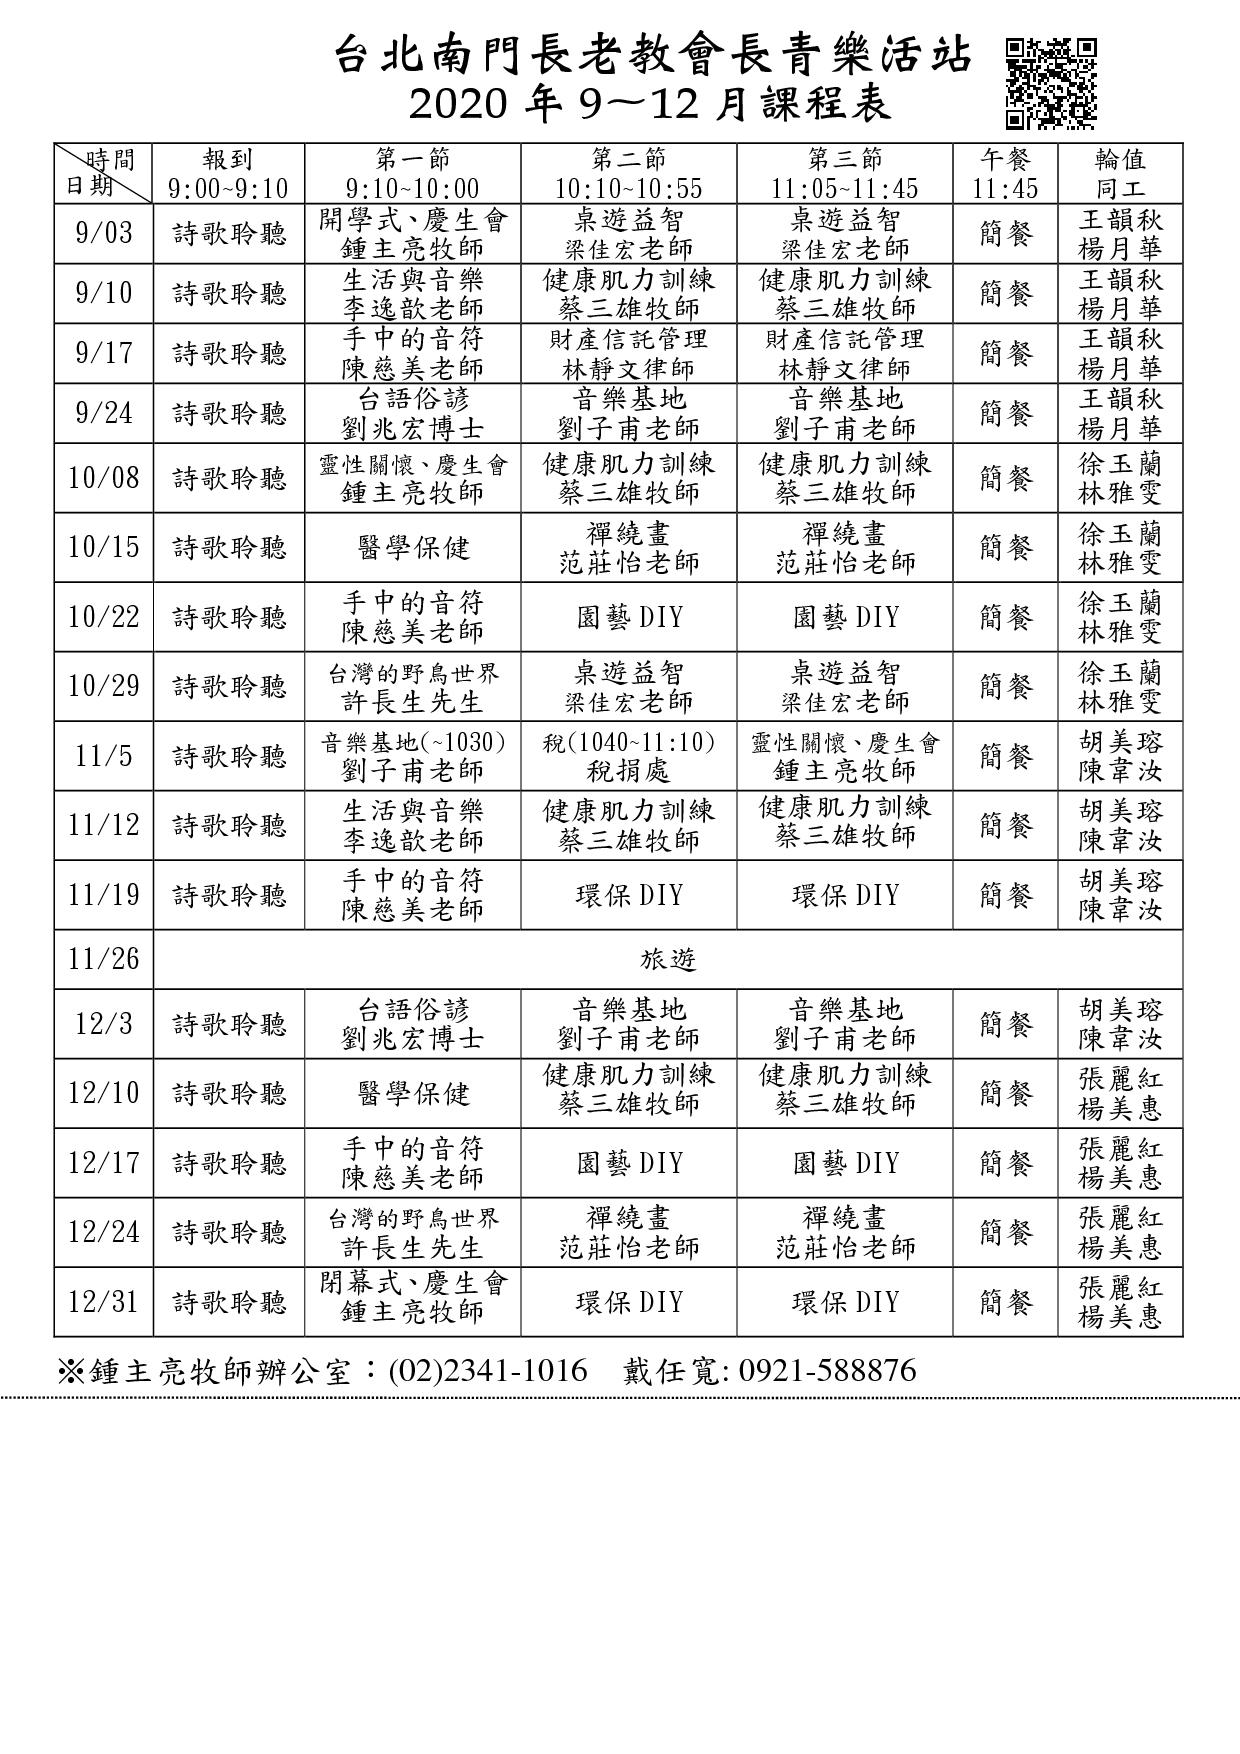 台北南門長老教會長青樂活站
2020 年 9～12 月課程表
時間 報到 第一節 第二節 第三節 午餐 輪值
日期 9:00~9:10 9:10~10:00 10:10~10:55 11:05~11:45 11:45 同工
9/03 詩歌聆聽 開學式、慶生會 桌遊益智 桌遊益智 簡餐 王韻秋
鍾主亮牧師 梁佳宏老師 梁佳宏老師 楊月華
9/10 詩歌聆聽 生活與音樂 健康肌力訓練 健康肌力訓練 簡餐 王韻秋
李逸歆老師 蔡三雄牧師 蔡三雄牧師 楊月華
9/17 詩歌聆聽 手中的音符 財產信託管理 財產信託管理 簡餐 王韻秋
陳慈美老師 林靜文律師 林靜文律師 楊月華
9/24 詩歌聆聽 台語俗諺 音樂基地 音樂基地 簡餐 王韻秋
劉兆宏博士 劉子甫老師 劉子甫老師 楊月華
10/08 詩歌聆聽 靈性關懷、慶生會 健康肌力訓練 健康肌力訓練 簡餐 徐玉蘭
鍾主亮牧師 蔡三雄牧師 蔡三雄牧師 林雅雯
10/15 詩歌聆聽 醫學保健 禪繞畫 禪繞畫 簡餐 徐玉蘭
范莊怡老師 范莊怡老師 林雅雯
10/22 詩歌聆聽 手中的音符 園藝 DIY 園藝 DIY 簡餐 徐玉蘭
陳慈美老師 林雅雯
10/29 詩歌聆聽 台灣的野鳥世界 桌遊益智 桌遊益智 簡餐 徐玉蘭
許長生先生 梁佳宏老師 梁佳宏老師 林雅雯
11/5 詩歌聆聽 音樂基地(~1030) 稅(1040~11:10) 靈性關懷、慶生會 簡餐 胡美瑢
劉子甫老師 稅捐處 鍾主亮牧師 陳韋汝
11/12 詩歌聆聽 生活與音樂 健康肌力訓練 健康肌力訓練 簡餐 胡美瑢
李逸歆老師 蔡三雄牧師 蔡三雄牧師 陳韋汝
11/19 詩歌聆聽 手中的音符 環保 DIY 環保 DIY 簡餐 胡美瑢
陳慈美老師 陳韋汝
11/26 旅遊
12/3 詩歌聆聽 台語俗諺 音樂基地 音樂基地 簡餐 胡美瑢
劉兆宏博士 劉子甫老師 劉子甫老師 陳韋汝
12/10 詩歌聆聽 醫學保健 健康肌力訓練 健康肌力訓練 簡餐 張麗紅
蔡三雄牧師 蔡三雄牧師 楊美惠
12/17 詩歌聆聽 手中的音符 園藝 DIY 園藝 DIY 簡餐 張麗紅
陳慈美老師 楊美惠
12/24 詩歌聆聽 台灣的野鳥世界 禪繞畫 禪繞畫 簡餐 張麗紅
許長生先生 范莊怡老師 范莊怡老師 楊美惠
12/31 詩歌聆聽 閉幕式、慶生會 環保 DIY 環保 DIY 簡餐 張麗紅
鍾主亮牧師 楊美惠
※鍾主亮牧師辦公室：(02)2341-1016 戴任寬: 0921-588876